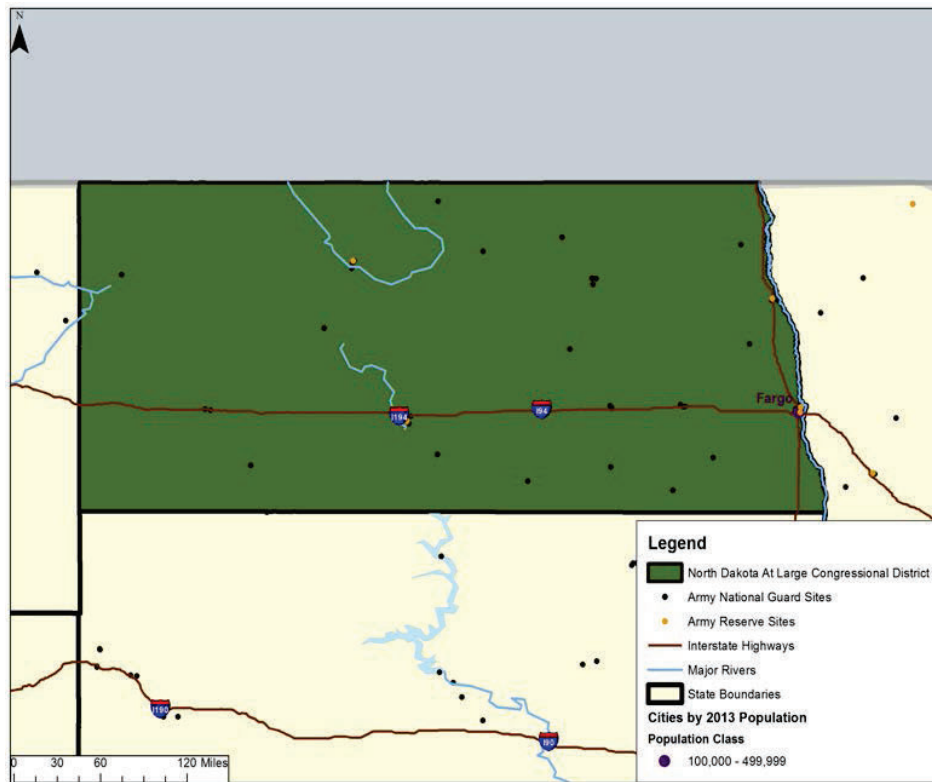 N
Fargo
I194
I94
Legend
North Dakota At Large Congressional District
Army National Guard Sites
Army Reserve Sites
Interstate Highways
Major Rivers
State Boundaries
Cities by 2013 Population
Population Class
100,000 - 499,999
I190
I90
0 30 60 120 Miles